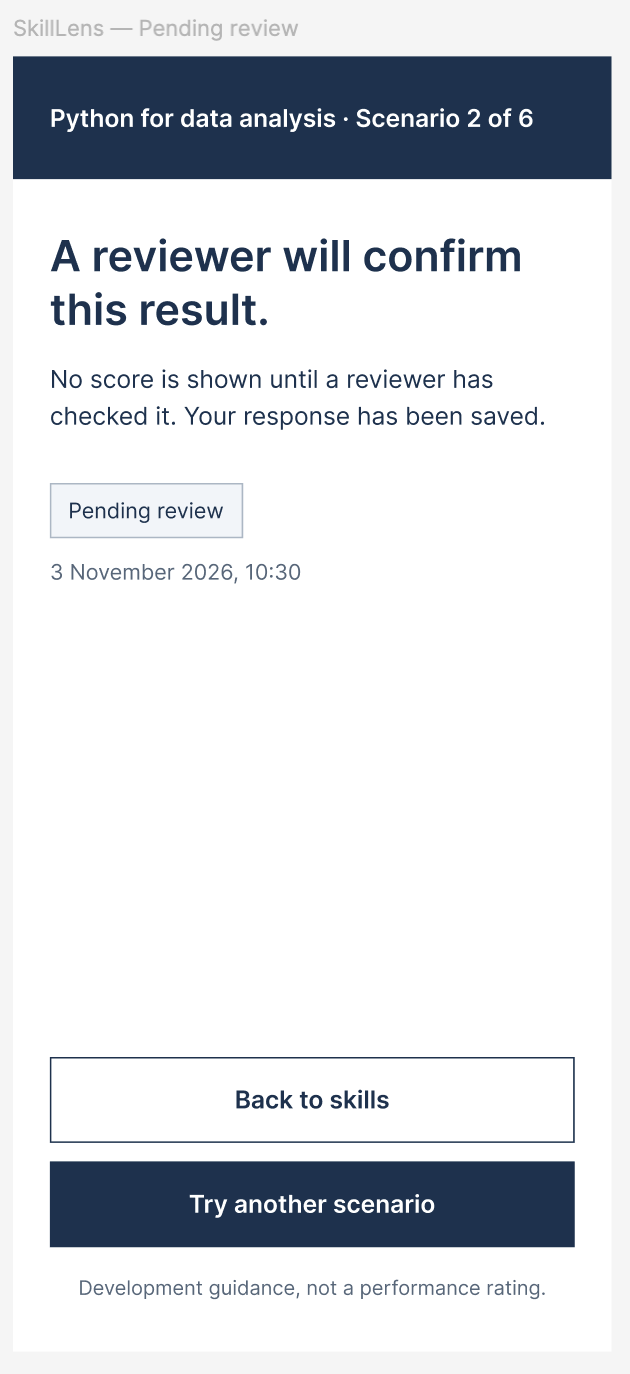 SkillLens — Pending review
Python for data analysis · Scenario 2 of 6
A reviewer will confirm
this result.
No score is shown until a reviewer has
checked it. Your response has been saved.
Pending review
3 November 2026, 10:30
Back to skills
Try another scenario
Development guidance, not a performance rating.